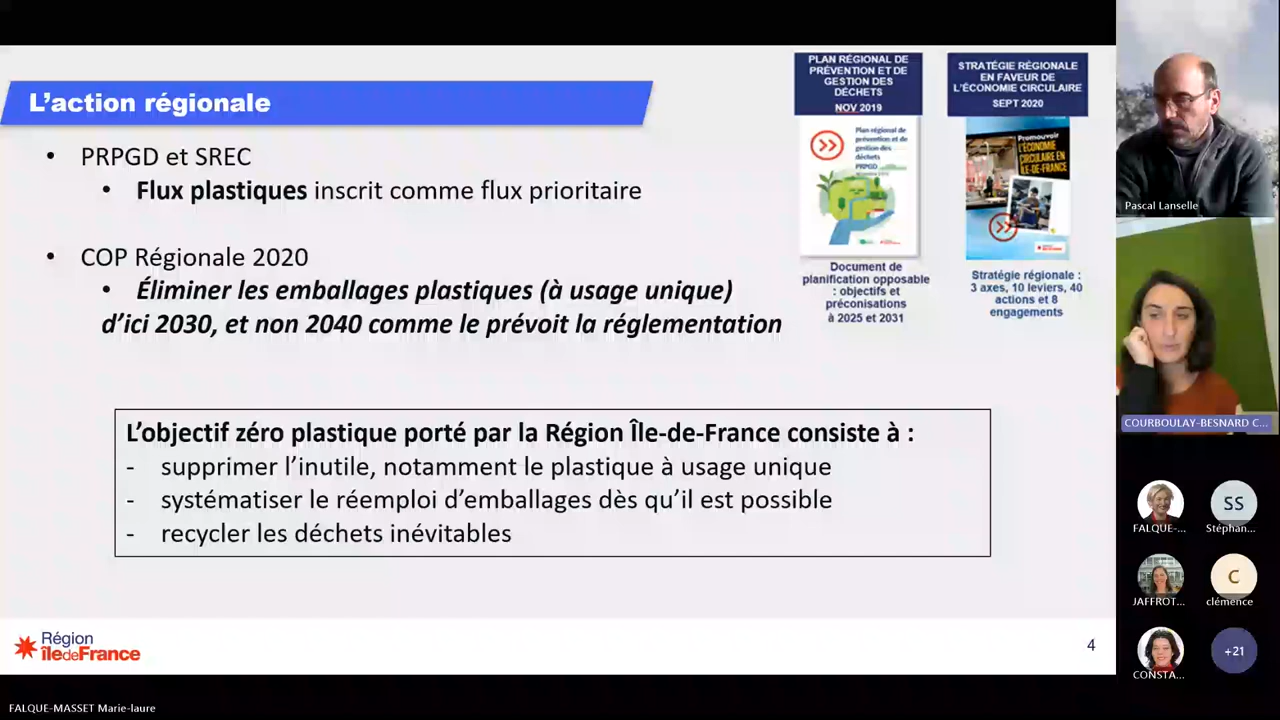 L'action régionale
• PRPGD et SREC
• Flux plastiques inscrit comme flux prioritaire
• COP Régionale 2020
• Éliminer les emballages plastiques (à usage unique)
d'ici 2030, et non 2040 comme le prévoit la réglementation
PLAN RÉGIONAL DE
PRÉVENTION ET DE
GESTION DES
DÉCHETS
NOV 2019
Plan régional de
prévention et de
gestion des
déchets
PRPGD
Document de
planification opposable
: objectifs et
préconisations
à 2025 et 2031
STRATÉGIE RÉGIONALE
EN FAVEUR DE
L'ÉCONOMIE CIRCULAIRE
SEPT 2020
Promouvoir
L'ÉCONOMIE
CIRCULAIRE EN
ÎLE-DE-FRANCE
Stratégie régionale :
3 axes, 10 leviers, 40
actions et 8
engagements
L'objectif zéro plastique porté par la Région Île-de-France consiste à :
- supprimer l'inutile, notamment le plastique à usage unique
- systématiser le réemploi d'emballages dès qu'il est possible
- recycler les déchets inévitables
Région
îledeFrance
4
Pascal Lanselle
COURBOULAY-BESNARD C...
FALQUE-...
SS
Stéphan...
JAFFROT...
C
clémence
CONSTA...
+21
FALQUE-MASSET Marie-laure